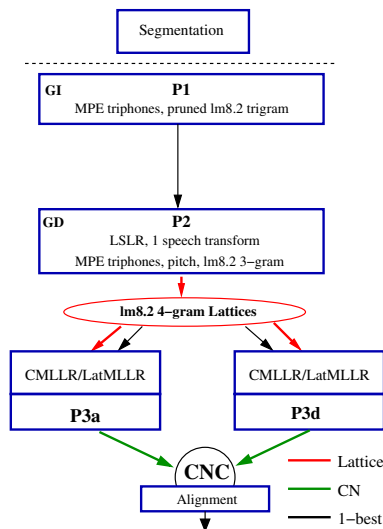 Segmentation
GI P1
MPE triphones, pruned lm8.2 trigram
GD P2
LSLR, 1 speech transform
MPE triphones, pitch, lm8.2 3−gram
lm8.2 4−gram Lattices
CMLLR/LatMLLR CMLLR/LatMLLR
P3a P3d
CNC
Alignment
Lattice
CN
1−best